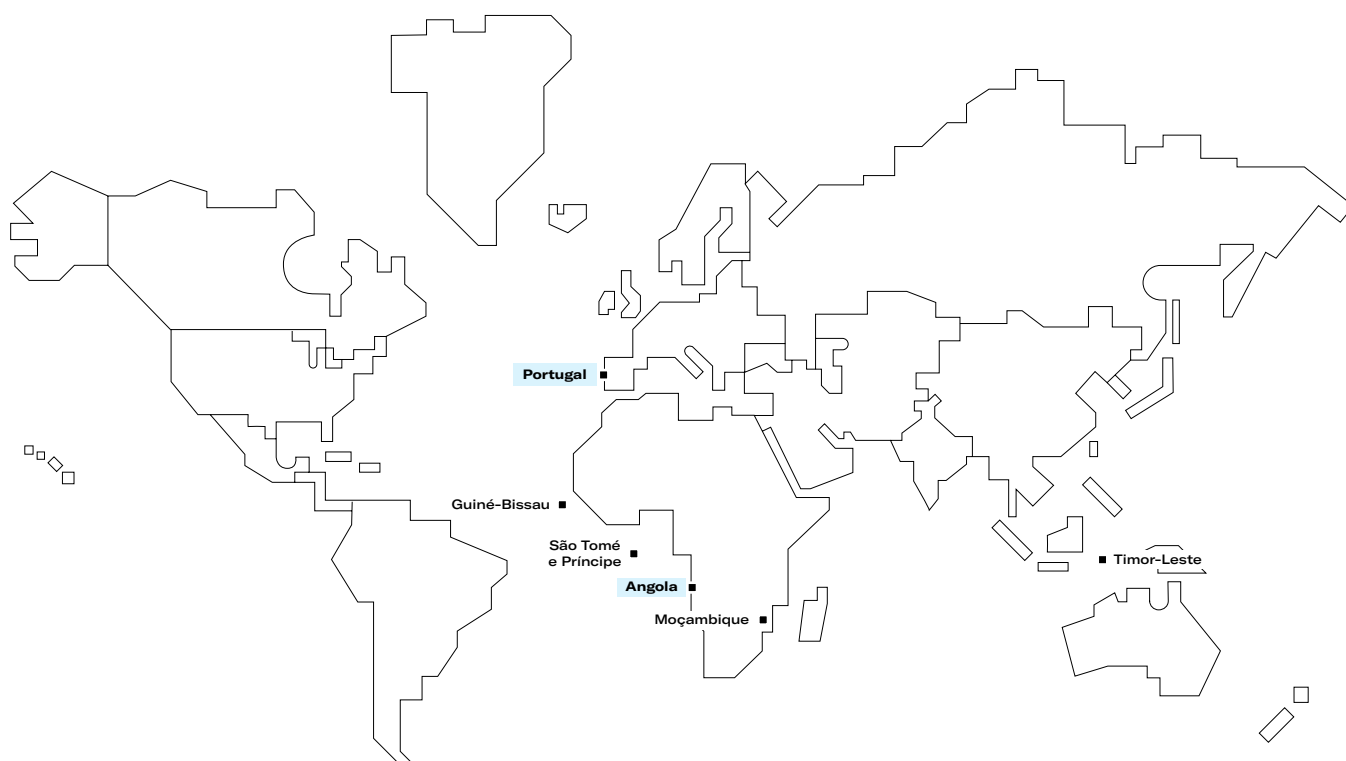 Portugal
Guiné-Bissau
São Tomé
e Príncipe
Timor-Leste
Angola
Moçambique